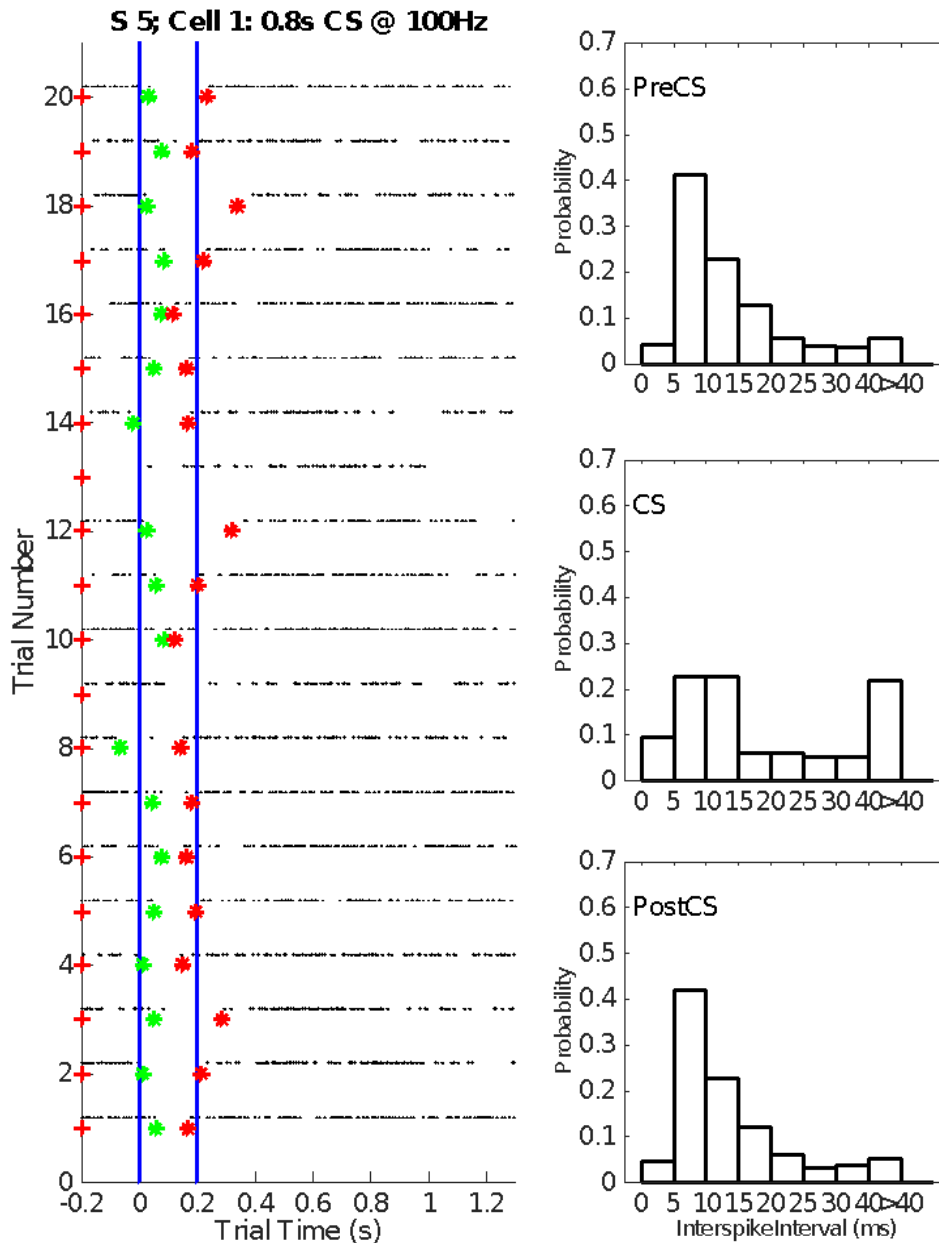 S 5; Cell 1: 0.8s CS @ 100Hz
Trial Number
20
18
16
14
12
10
8
6
4
2
0
-0.2 0 0.2 0.4 0.6 0.8 1 1.2
Trial Time (s)
PreCS
Probability
0.7
0.6
0.5
0.4
0.3
0.2
0.1
0
0 5 10 15 20 25 30 40 >40
CS
Probability
0.7
0.6
0.5
0.4
0.3
0.2
0.1
0
0 5 10 15 20 25 30 40 >40
PostCS
Probability
0.7
0.6
0.5
0.4
0.3
0.2
0.1
0
0 5 10 15 20 25 30 40 >40
InterspikeInterval (ms)